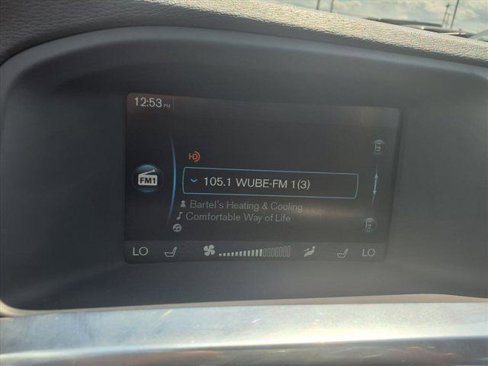 12:53 PM
HD
FM1
105.1 WUBE-FM 1(3)
Bartel's Heating & Cooling
Comfortable Way of Life
LO LO